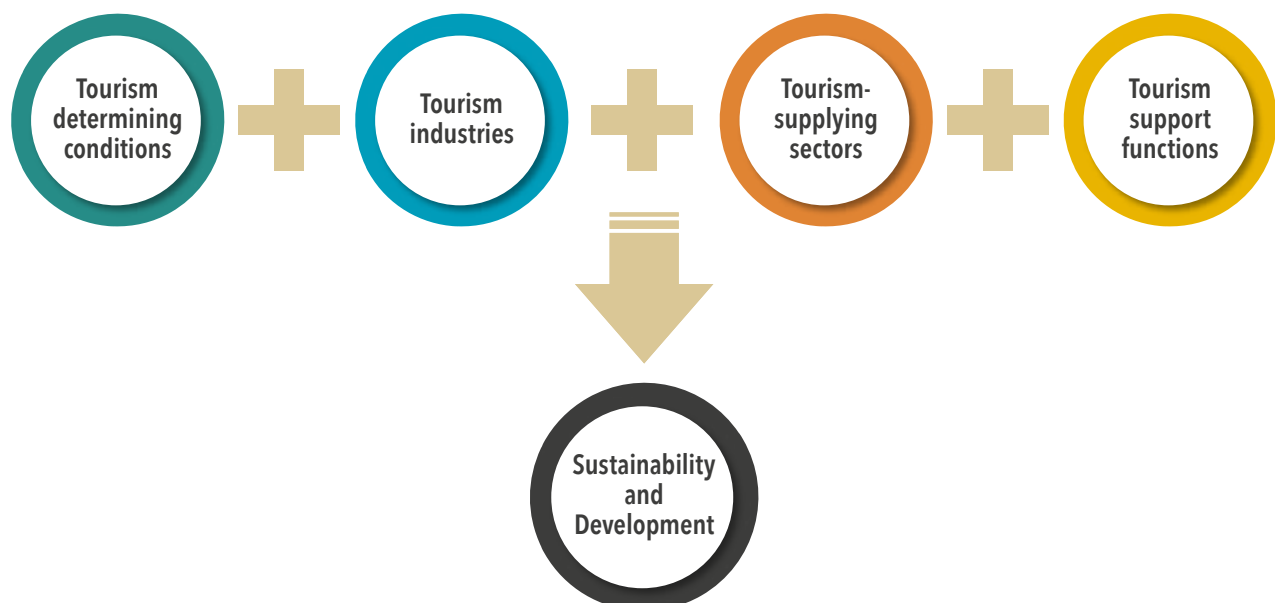 Tourism
determining
conditions
Tourism
industries
Tourism-
supplying
sectors
Tourism
support
functions
Sustainability
and
Development